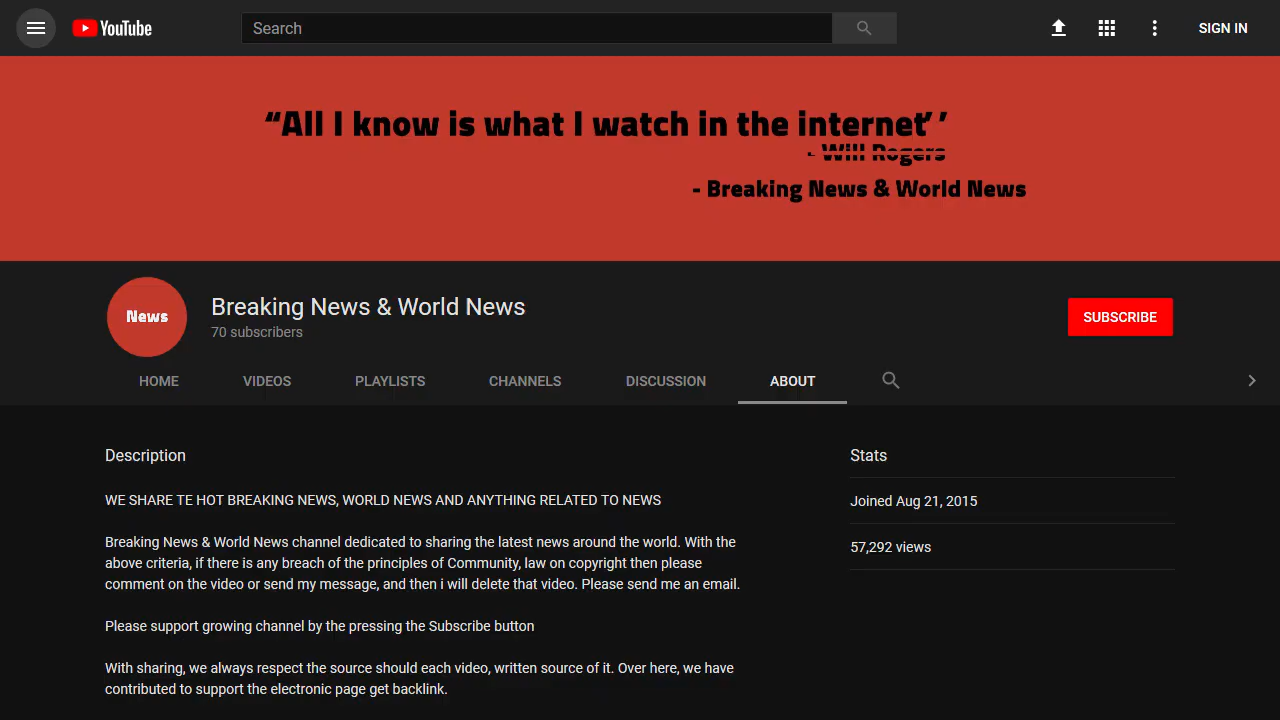 YouTube
Search
SIGN IN
“All I know is what I watch in the internet’’
- Will Rogers
- Breaking News & World News
News
Breaking News & World News
70 subscribers
SUBSCRIBE
HOME VIDEOS PLAYLISTS CHANNELS DISCUSSION ABOUT
Description
WE SHARE TE HOT BREAKING NEWS, WORLD NEWS AND ANYTHING RELATED TO NEWS
Breaking News & World News channel dedicated to sharing the latest news around the world. With the
above criteria, if there is any breach of the principles of Community, law on copyright then please
comment on the video or send my message, and then i will delete that video. Please send me an email.
Please support growing channel by the pressing the Subscribe button
With sharing, we always respect the source should each video, written source of it. Over here, we have
contributed to support the electronic page get backlink.
Stats
Joined Aug 21, 2015
57,292 views